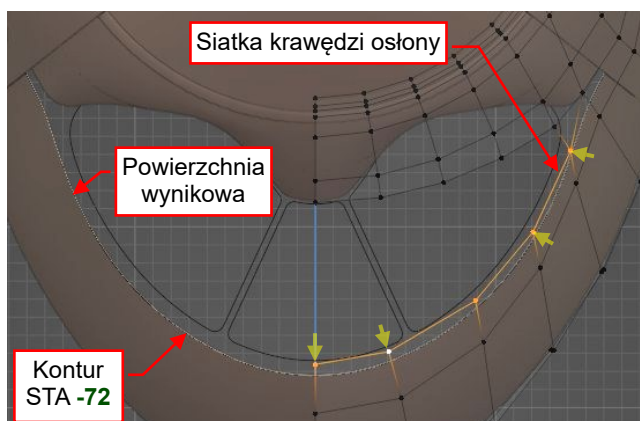 Siatka krawędzi osłony
Powierzchnia
wynikowa
Kontur
STA -72